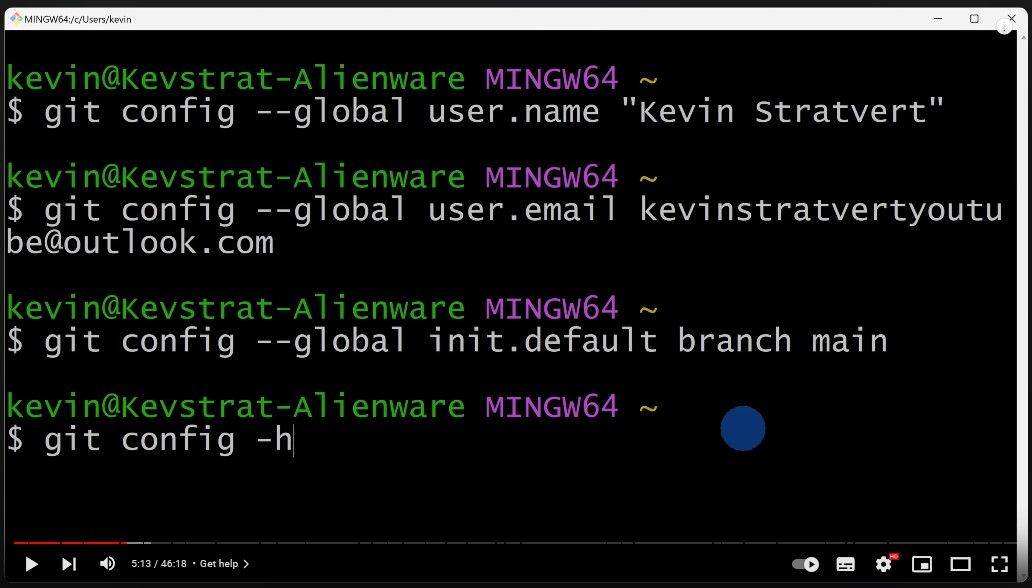 MINGW64:/c/Users/kevin
kevin@Kevstrat-Alienware MINGW64 ~
$ git config --global user.name "Kevin Stratvert"
kevin@Kevstrat-Alienware MINGW64 ~
$ git config --global user.email kevinstratvertyoutu
be@outlook.com
kevin@Kevstrat-Alienware MINGW64 ~
$ git config --global init.default branch main
kevin@Kevstrat-Alienware MINGW64 ~
$ git config -h
5:13 / 46:18 • Get help >
HD